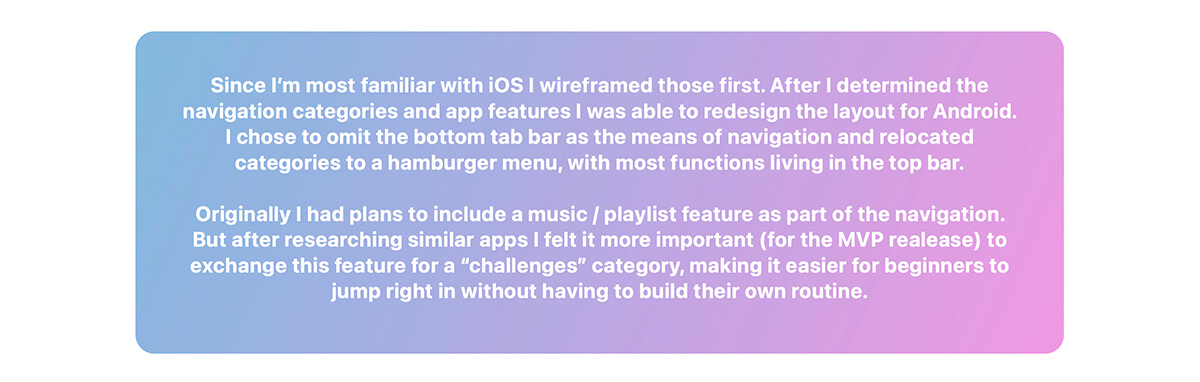 Since I’m most familiar with iOS I wireframed those first. After I determined the
navigation categories and app features I was able to redesign the layout for Android.
I chose to omit the bottom tab bar as the means of navigation and relocated
categories to a hamburger menu, with most functions living in the top bar.
Originally I had plans to include a music / playlist feature as part of the navigation.
But after researching similar apps I felt it more important (for the MVP realease) to
exchange this feature for a “challenges” category, making it easier for beginners to
jump right in without having to build their own routine.